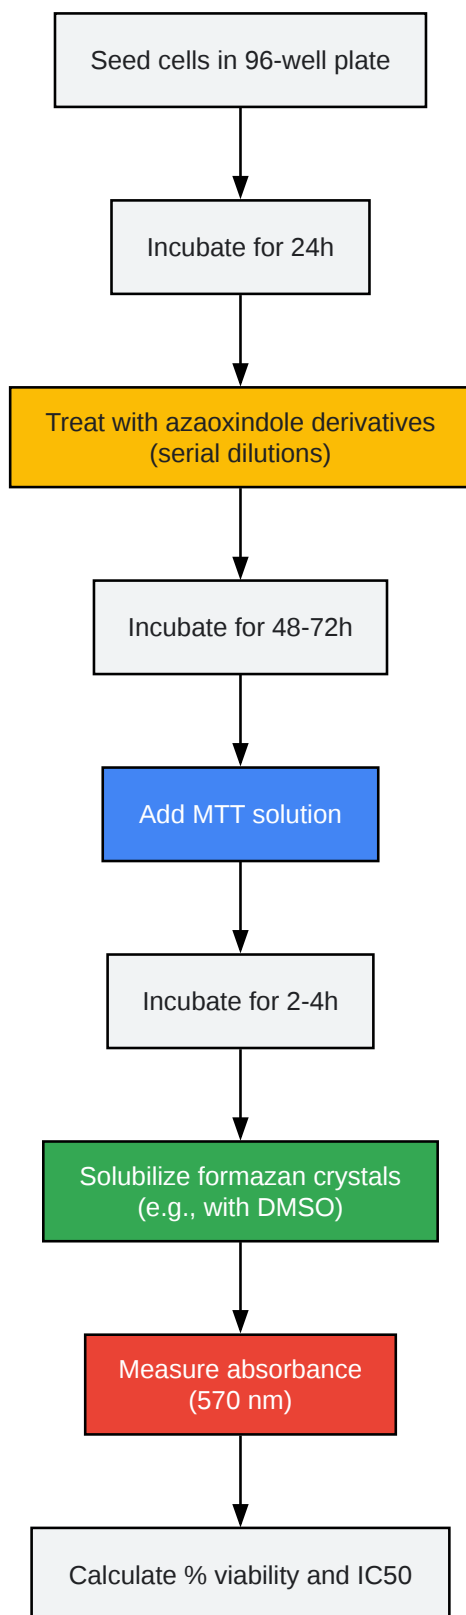 Seed cells in 96-well plate
Incubate for 24h
Treat with azaoxindole derivatives
(serial dilutions)
Incubate for 48-72h
Add MTT solution
Incubate for 2-4h
Solubilize formazan crystals
(e.g., with DMSO)
Measure absorbance
(570 nm)
Calculate % viability and IC50